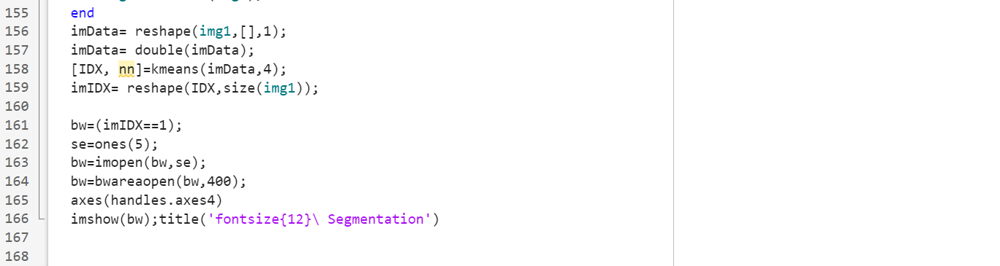 155 end
156 imData= reshape(img1,[],1);
157 imData= double(imData);
158 [IDX, nn]=kmeans(imData,4);
159 imIDX= reshape(IDX,size(img1));
160
161 bw=(imIDX==1);
162 se=ones(5);
163 bw=imopen(bw,se);
164 bw=bwareaopen(bw,400);
165 axes(handles.axes4)
166 imshow(bw);title('fontsize{12}\ Segmentation')
167
168